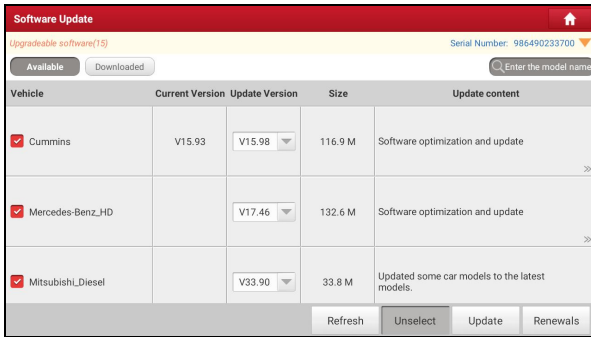 Software Update
Upgradeable software(15)
Serial Number: 986490233700
Available
Downloaded
Enter the model name
Vehicle Current Version Update Version Size Update content
Cummins V15.93 V15.98 116.9 M Software optimization and update
Mercedes-Benz_HD V17.46 132.6 M Software optimization and update
Mitsubishi_Diesel V33.90 33.8 M Updated some car models to the latest
models.
Refresh Unselect Update Renewals